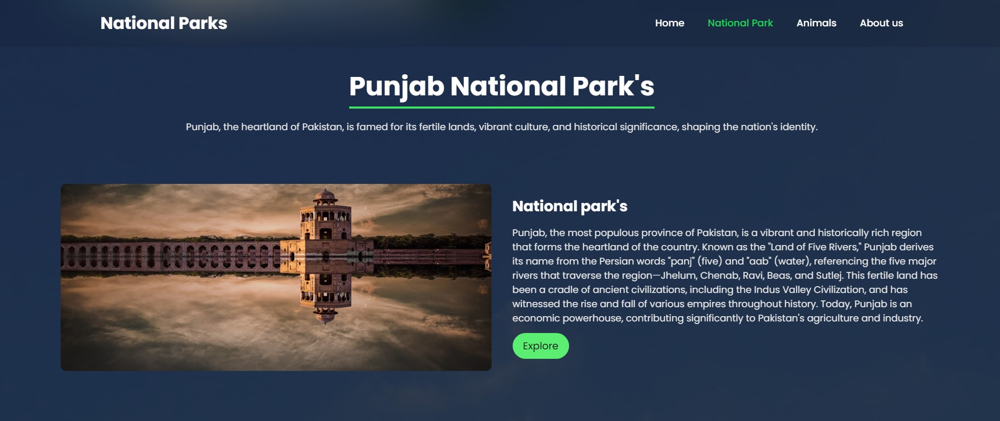 National Parks
Home
National Park
Animals
About us
Punjab National Park's
Punjab, the heartland of Pakistan, is famed for its fertile lands, vibrant culture, and historical significance, shaping the nation's identity.
National park's
Punjab, the most populous province of Pakistan, is a vibrant and historically rich region
that forms the heartland of the country. Known as the "Land of Five Rivers," Punjab derives
its name from the Persian words "panj" (five) and "aab" (water), referencing the five major
rivers that traverse the region—Jhelum, Chenab, Ravi, Beas, and Sutlej. This fertile land has
been a cradle of ancient civilizations, including the Indus Valley Civilization, and has
witnessed the rise and fall of various empires throughout history. Today, Punjab is an
economic powerhouse, contributing significantly to Pakistan's agriculture and industry.
Explore